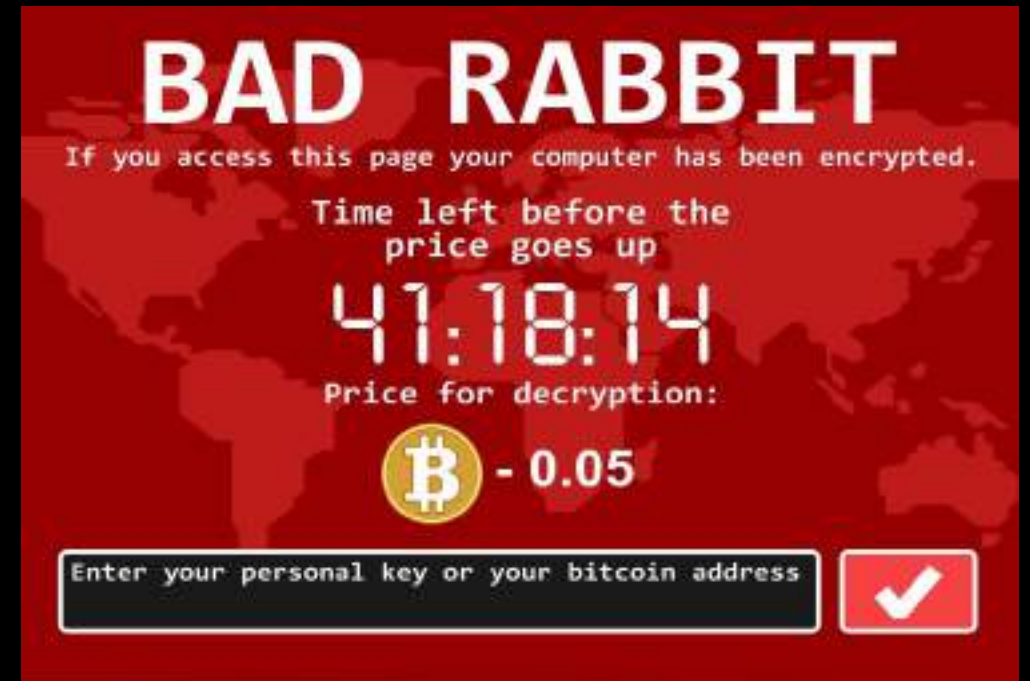 BAD RABBIT
If you access this page your computer has been encrypted.
Time left before the
price goes up
41:18:14
Price for decryption:
₿ - 0.05
Enter your personal key or your bitcoin address